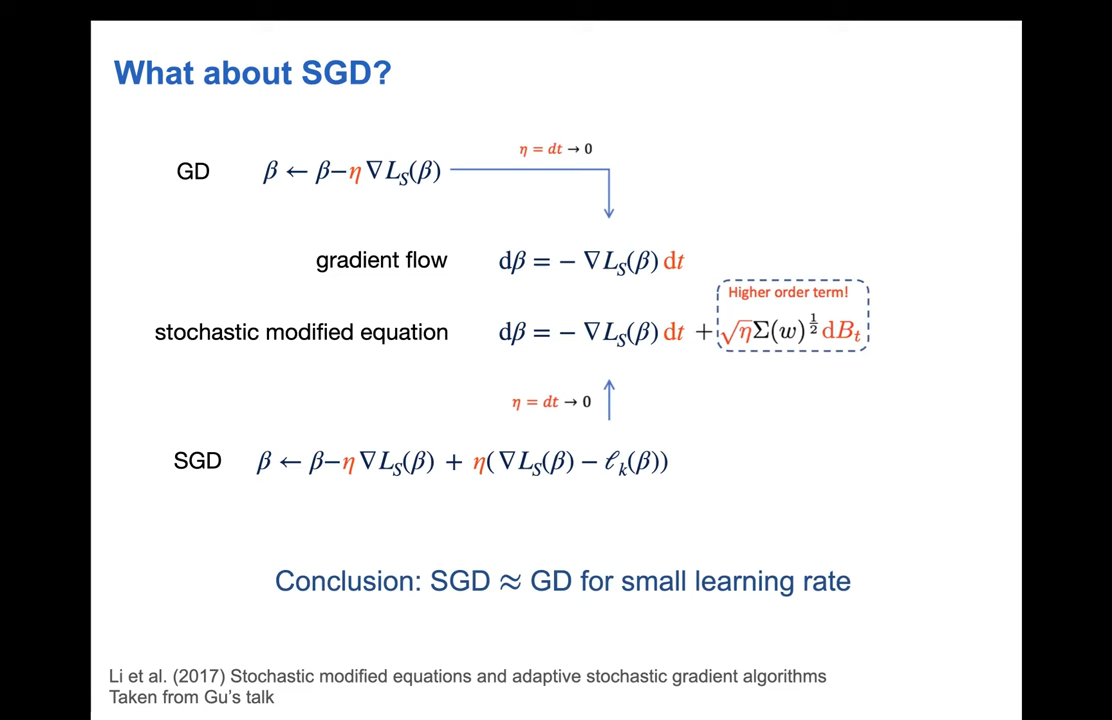 What about SGD?
η = dt → 0
GD β ← β−η∇L_S(β)
gradient flow dβ = − ∇L_S(β) dt
Higher order term!
stochastic modified equation dβ = − ∇L_S(β) dt + √η Σ(w)^{1/2} dB_t
η = dt → 0
SGD β ← β−η∇L_S(β) + η(∇L_S(β) − ℓ_k(β))
Conclusion: SGD ≈ GD for small learning rate
Li et al. (2017) Stochastic modified equations and adaptive stochastic gradient algorithms
Taken from Gu's talk